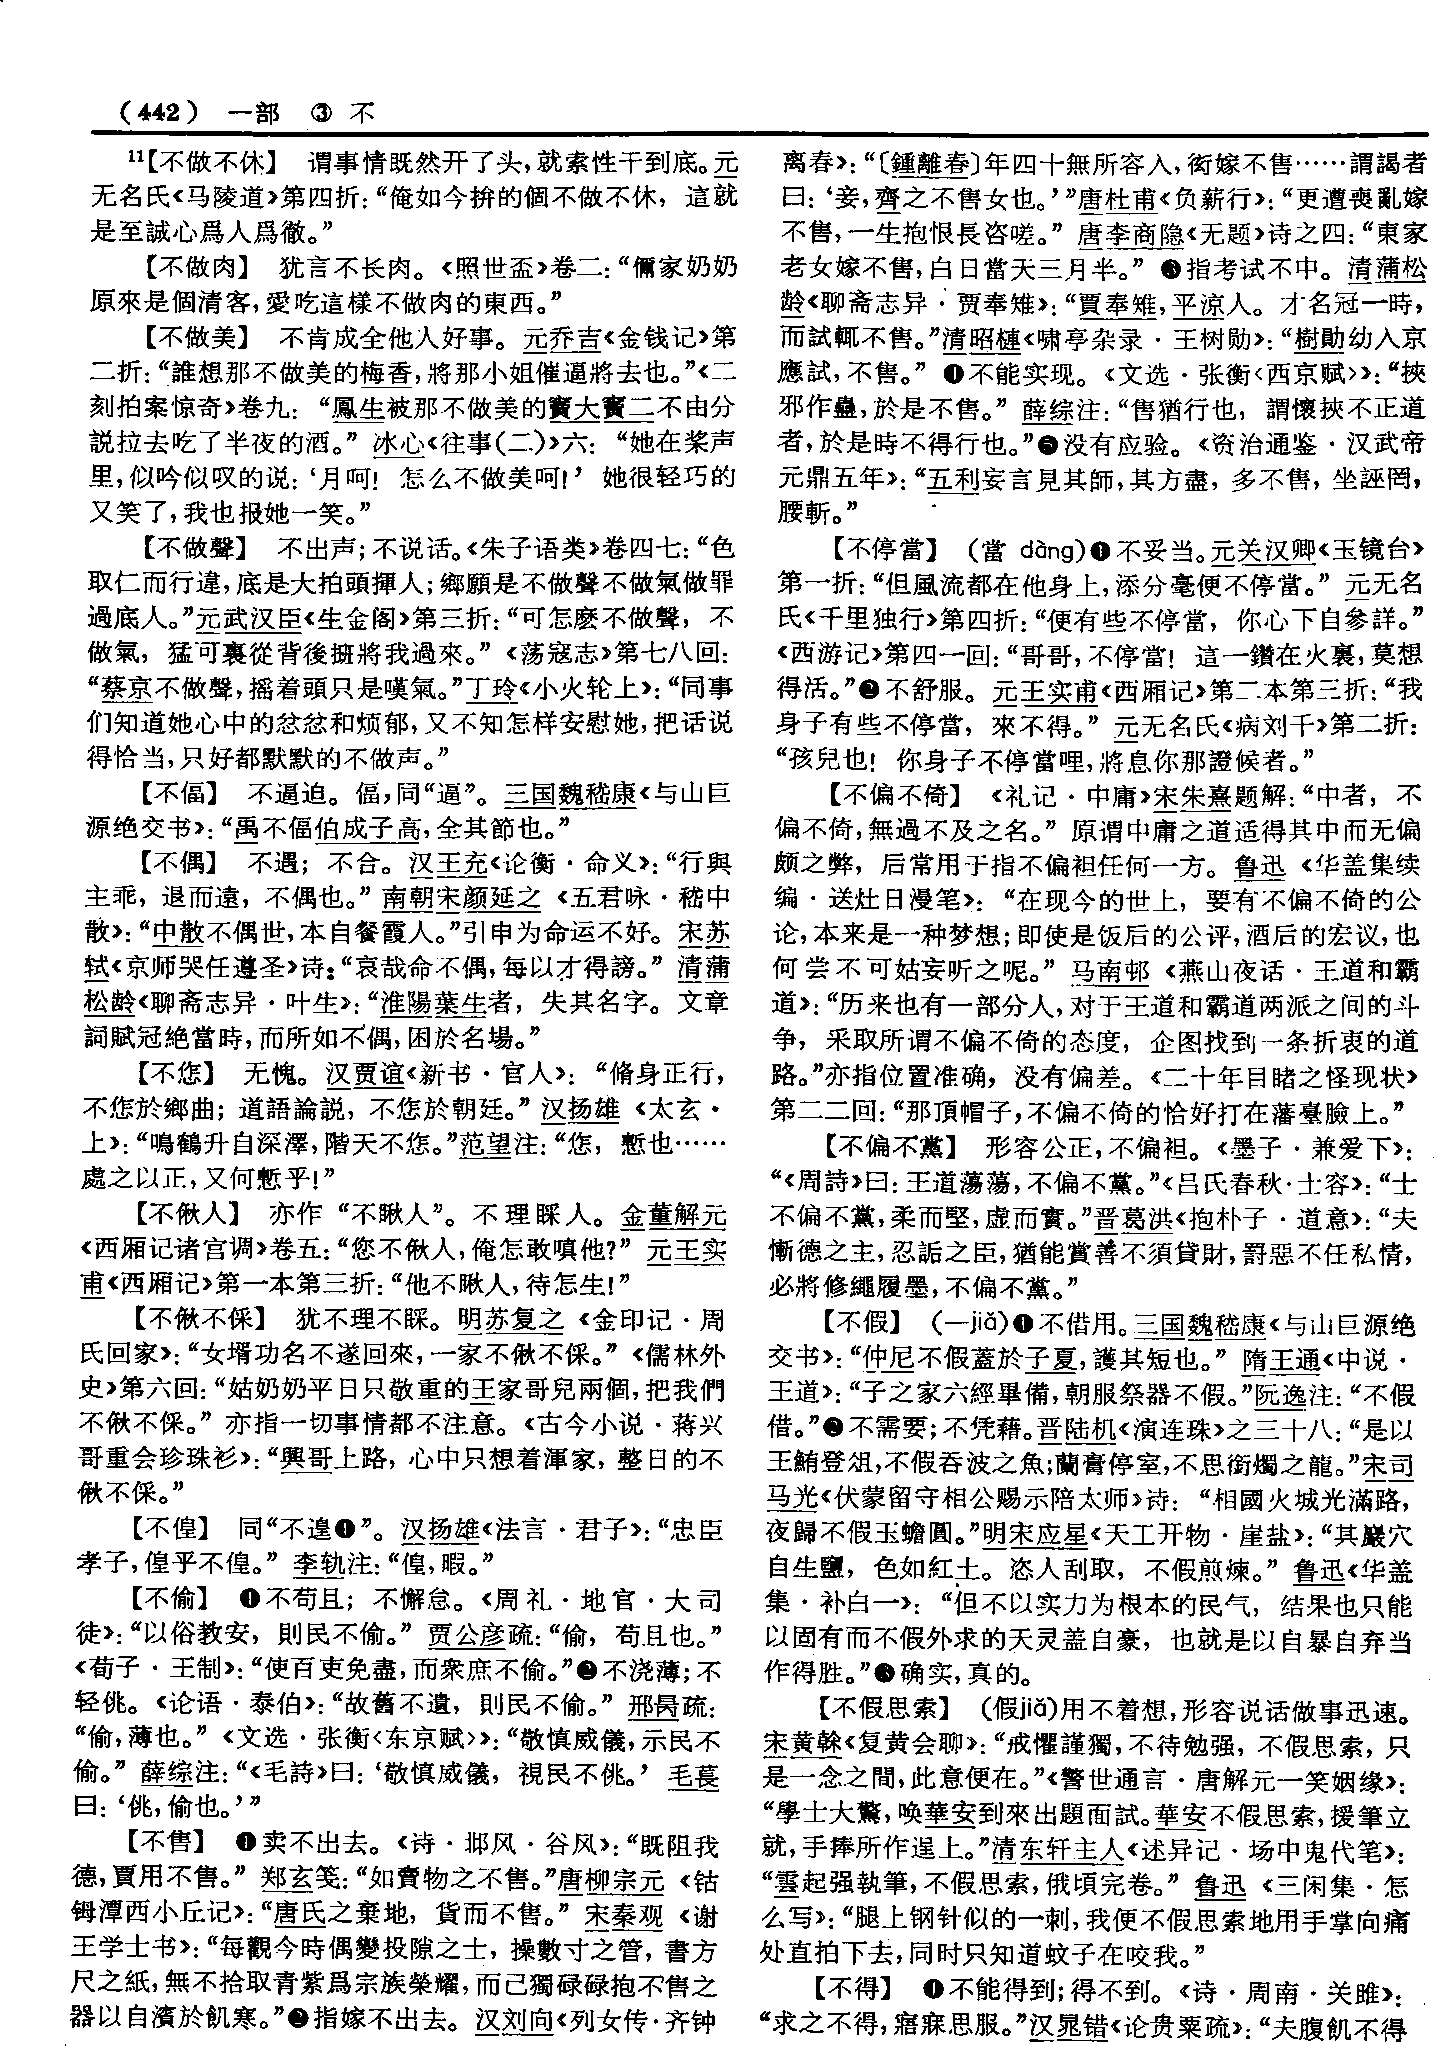 （442） 一部 ③ 不
¹¹【不做不休】 谓事情既然开了头，就索性干到底。元
无名氏《马陵道》第四折：“俺如今拚的個不做不休，這就
是至誠心爲人爲徹。”
【不做肉】 犹言不长肉。《照世盃》卷二：“儞家奶奶
原來是個清客，愛吃這樣不做肉的東西。”
【不做美】 不肯成全他人好事。元乔吉《金钱记》第
二折：“誰想那不做美的梅香，將那小姐催逼將去也。”《二
刻拍案惊奇》卷九：“鳳生被那不做美的竇大竇二不由分
説拉去吃了半夜的酒。” 冰心《往事（二）》六：“她在桨声
里，似吟似叹的说：‘月呵！怎么不做美呵！’她很轻巧的
又笑了，我也报她一笑。”
【不做聲】 不出声；不说话。《朱子语类》卷四七：“色
取仁而行違，底是大拍頭揮人；鄉願是不做聲不做氣做罪
過底人。”元武汉臣《生金阁》第三折：“可怎麽不做聲，不
做氣，猛可裏從背後擁將我過來。”《荡寇志》第七八回：
“蔡京不做聲，摇着頭只是嘆氣。”丁玲《小火轮上》：“同事
们知道她心中的忿忿和烦郁，又不知怎样安慰她，把话说
得恰当，只好都默默的不做声。”
【不偪】 不逼迫。偪，同“逼”。三国魏嵇康《与山巨
源绝交书》：“禹不偪伯成子高，全其節也。”
【不偶】 不遇；不合。汉王充《论衡·命义》：“行與
主乖，退而遠，不偶也。” 南朝宋颜延之《五君咏·嵇中
散》：“中散不偶世，本自餐霞人。”引申为命运不好。宋苏
轼《京师哭任遵圣》诗：“哀哉命不偶，每以才得謗。” 清蒲
松龄《聊斋志异·叶生》：“淮陽葉生者，失其名字。文章
詞賦冠絶當時，而所如不偶，困於名場。”
【不㤰】 无愧。汉贾谊《新书·官人》：“脩身正行，
不㤰於鄉曲；道語論説，不㤰於朝廷。”汉扬雄《太玄·
上》：“鳴鶴升自深澤，階天不㤰。”范望注：“㤰，慙也……
處之以正，又何慙乎！”
【不偢人】 亦作“不瞅人”。不理睬人。金董解元
《西厢记诸宫调》卷五：“您不偢人，俺怎敢嗔他？” 元王实
甫《西厢记》第一本第三折：“他不瞅人，待怎生！”
【不偢不倸】 犹不理不睬。明苏复之《金印记·周
氏回家》：“女壻功名不遂回來，一家不偢不倸。”《儒林外
史》第六回：“姑奶奶平日只敬重的王家哥兒兩個，把我們
不偢不倸。” 亦指一切事情都不注意。《古今小说·蒋兴
哥重会珍珠衫》：“興哥上路，心中只想着渾家，整日的不
偢不倸。”
【不偟】 同“不遑❶”。汉扬雄《法言·君子》：“忠臣
孝子，偟乎不偟。” 李轨注：“偟，暇。”
【不偷】 ❶不苟且；不懈怠。《周礼·地官·大司
徒》：“以俗教安，則民不偷。” 贾公彦疏：“偷，苟且也。”
《荀子·王制》：“使百吏免盡，而衆庶不偷。”❷不浇薄；不
轻佻。《论语·泰伯》：“故舊不遺，則民不偷。” 邢昺疏：
“偷，薄也。”《文选·张衡〈东京赋〉》：“敬慎威儀，示民不
偷。” 薛综注：“《毛詩》曰：‘敬慎威儀，視民不佻。’毛萇
曰：‘佻，偷也。’”
【不售】 ❶卖不出去。《诗·邶风·谷风》：“既阻我
德，賈用不售。” 郑玄笺：“如賣物之不售。”唐柳宗元《钴
鉧潭西小丘记》：“唐氏之棄地，貨而不售。” 宋秦观《谢
王学士书》：“每觀今時偶變投隙之士，操數寸之管，書方
尺之紙，無不拾取青紫爲宗族榮耀，而己獨碌碌抱不售之
器以自濱於飢寒。”❷指嫁不出去。汉刘向《列女传·齐钟
离春》：“〔鍾離春〕年四十無所容入，衒嫁不售……謂謁者
曰：‘妾，齊之不售女也。’”唐杜甫《负薪行》：“更遭喪亂嫁
不售，一生抱恨長咨嗟。” 唐李商隐《无题》诗之四：“東家
老女嫁不售，白日當天三月半。” ❸指考试不中。清蒲松
龄《聊斋志异·贾奉雉》：“賈奉雉，平涼人。才名冠一時，
而試輒不售。”清昭槤《啸亭杂录·王树勋》：“樹勛幼入京
應試，不售。” ❹不能实现。《文选·张衡〈西京赋〉》：“挾
邪作蠱，於是不售。” 薛综注：“售猶行也，謂懷挾不正道
者，於是時不得行也。”❺没有应验。《资治通鉴·汉武帝
元鼎五年》：“五利妄言見其師，其方盡，多不售，坐誣罔，
腰斬。”
【不停當】 （當 dàng）❶不妥当。元关汉卿《玉镜台》
第一折：“但風流都在他身上，添分毫便不停當。” 元无名
氏《千里独行》第四折：“便有些不停當，你心下自參詳。”
《西游记》第四一回：“哥哥，不停當！這一鑽在火裏，莫想
得活。”❷不舒服。元王实甫《西厢记》第二本第三折：“我
身子有些不停當，來不得。” 元无名氏《病刘千》第二折：
“孩兒也！你身子不停當哩，將息你那證候者。”
【不偏不倚】 《礼记·中庸》宋朱熹题解：“中者，不
偏不倚，無過不及之名。” 原谓中庸之道适得其中而无偏
颇之弊，后常用于指不偏袒任何一方。鲁迅《华盖集续
编·送灶日漫笔》：“在现今的世上，要有不偏不倚的公
论，本来是一种梦想；即使是饭后的公评，酒后的宏议，也
何尝不可姑妄听之呢。” 马南邨《燕山夜话·王道和霸
道》：“历来也有一部分人，对于王道和霸道两派之间的斗
争，采取所谓不偏不倚的态度，企图找到一条折衷的道
路。”亦指位置准确，没有偏差。《二十年目睹之怪现状》
第二二回：“那頂帽子，不偏不倚的恰好打在藩臺臉上。”
【不偏不黨】 形容公正，不偏袒。《墨子·兼爱下》：
“《周詩》曰：王道蕩蕩，不偏不黨。”《吕氏春秋·士容》：“士
不偏不黨，柔而堅，虚而實。”晋葛洪《抱朴子·道意》：“夫
慚德之主，忍詬之臣，猶能賞善不須貸財，罰惡不任私情，
必將修繩履墨，不偏不黨。”
【不假】 （—jiǎ）❶不借用。三国魏嵇康《与山巨源绝
交书》：“仲尼不假蓋於子夏，護其短也。” 隋王通《中说·
王道》：“子之家六經畢備，朝服祭器不假。”阮逸注：“不假
借。”❷不需要；不凭藉。晋陆机《演连珠》之三十八：“是以
王鮪登俎，不假吞波之魚；蘭膏停室，不思銜燭之龍。”宋司
马光《伏蒙留守相公赐示陪太师》诗：“相國火城光滿路，
夜歸不假玉蟾圓。”明宋应星《天工开物·崖盐》：“其巖穴
自生鹽，色如紅土。恣人刮取，不假煎煉。” 鲁迅《华盖
集·补白一》：“但不以实力为根本的民气，结果也只能
以固有而不假外求的天灵盖自豪，也就是以自暴自弃当
作得胜。”❸确实，真的。
【不假思索】 （假jiǎ）用不着想，形容说话做事迅速。
宋黄榦《复黄会聊》：“戒懼謹獨，不待勉强，不假思索，只
是一念之間，此意便在。”《警世通言·唐解元一笑姻缘》：
“學士大驚，唤華安到來出題面試。華安不假思索，援筆立
就，手捧所作逞上。”清东轩主人《述异记·场中鬼代笔》：
“雲起强執筆，不假思索，俄頃完卷。” 鲁迅《三闲集·怎
么写》：“腿上钢针似的一刺，我便不假思索地用手掌向痛
处直拍下去，同时只知道蚊子在咬我。”
【不得】 ❶不能得到；得不到。《诗·周南·关雎》：
“求之不得，寤寐思服。”汉晁错《论贵粟疏》：“夫腹飢不得